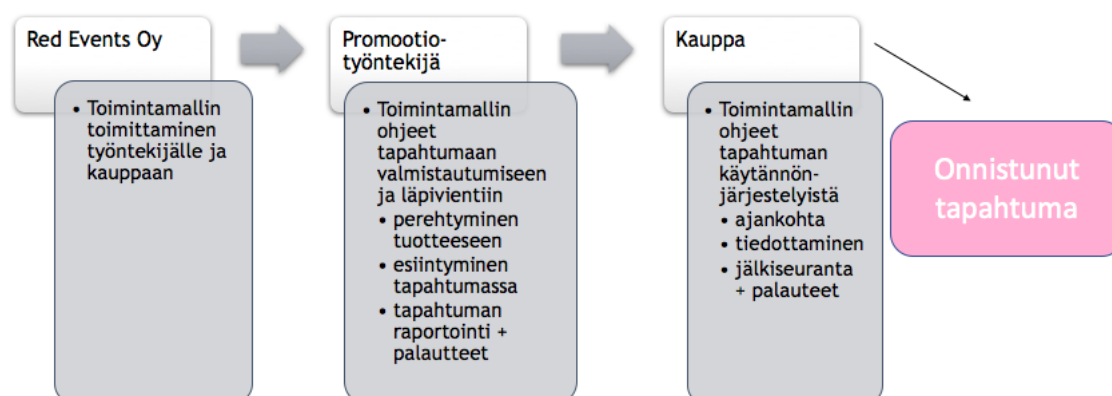 Red Events Oy
• Toimintamallin
toimittaminen
työntekijälle ja
kauppaan
Promootio-
työntekijä
• Toimintamallin
ohjeet
tapahtumaan
valmistautumiseen
ja läpivientiin
• perehtyminen
tuotteeseen
• esiintyminen
tapahtumassa
• tapahtuman
raportointi +
palautteet
Kauppa
• Toimintamallin
ohjeet
tapahtuman
käytännön-
järjestelyistä
• ajankohta
• tiedottaminen
• jälkiseuranta
+ palauteet
Onnistunut
tapahtuma